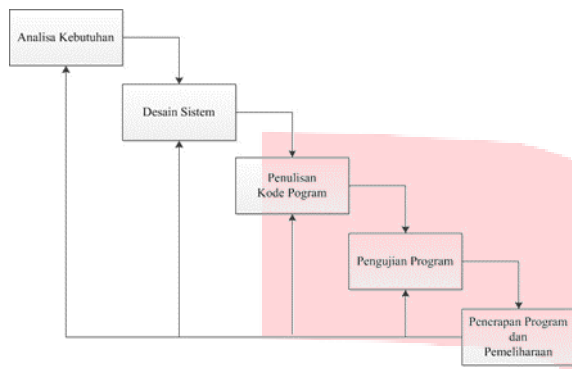 Analisa Kebutuhan
Desain Sistem
Penulisan
Kode Pogram
Pengujian Program
Penerapan Program
dan
Pemeliharaan